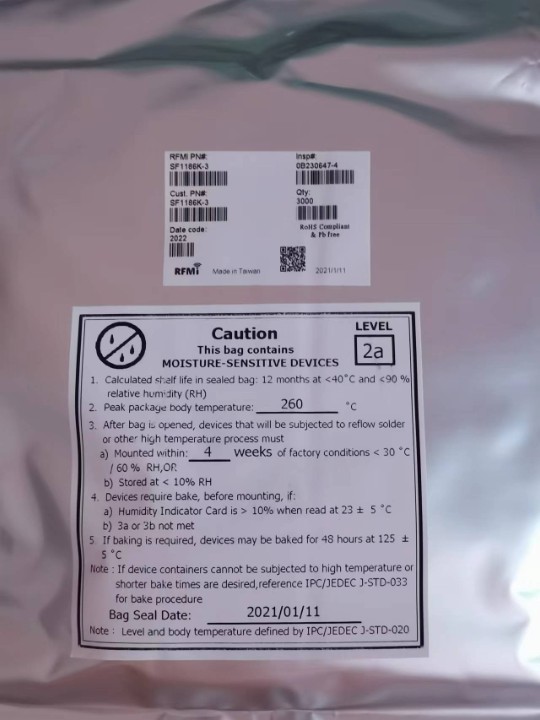 RFMi PN#:
SF1186K-3
Cust. PN#:
SF1186K-3
Date code:
2022
RFMi
Made in Taiwan
Insp#
0B230647-4
Qty:
3000
RoHS Compliant
& Pb free
2021/1/11
Caution
This bag contains
MOISTURE-SENSITIVE DEVICES
LEVEL
2a
1. Calculated shelf life in sealed bag: 12 months at <40°C and <90 %
relative humidity (RH)
2. Peak package body temperature: 260 °C
3. After bag is opened, devices that will be subjected to reflow solder
or other high temperature process must
a) Mounted within: 4 weeks of factory conditions < 30 °C
/ 60 % RH,OR
b) Stored at < 10% RH
4. Devices require bake, before mounting, if:
a) Humidity Indicator Card is > 10% when read at 23 ± 5 °C
b) 3a or 3b not met
5. If baking is required, devices may be baked for 48 hours at 125 ±
5 °C
Note : If device containers cannot be subjected to high temperature or
shorter bake times are desired,reference IPC/JEDEC J-STD-033
for bake procedure
Bag Seal Date: 2021/01/11
Note : Level and body temperature defined by IPC/JEDEC J-STD-020